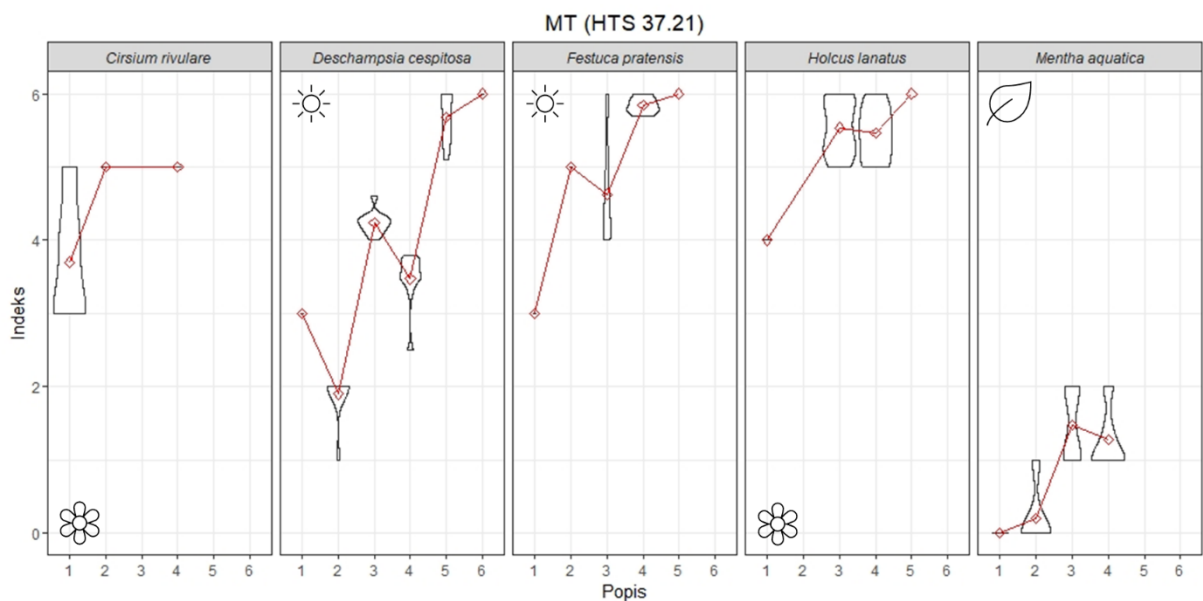 MT (HTS 37.21)
Cirsium rivulare Deschampsia cespitosa Festuca pratensis Holcus lanatus Mentha aquatica
6
4
2
0
Indeks
1 2 3 4 5 6 1 2 3 4 5 6 1 2 3 4 5 6 1 2 3 4 5 6 1 2 3 4 5 6
Popis